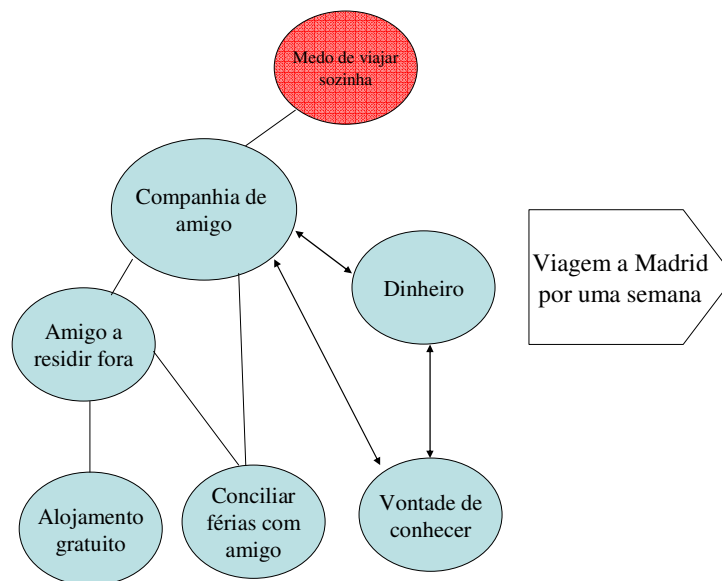 Medo de viajar
sozinha
Companhia de
amigo
Dinheiro
Viagem a Madrid
por uma semana
Amigo a
residir fora
Alojamento
gratuito
Conciliar
férias com
amigo
Vontade de
conhecer